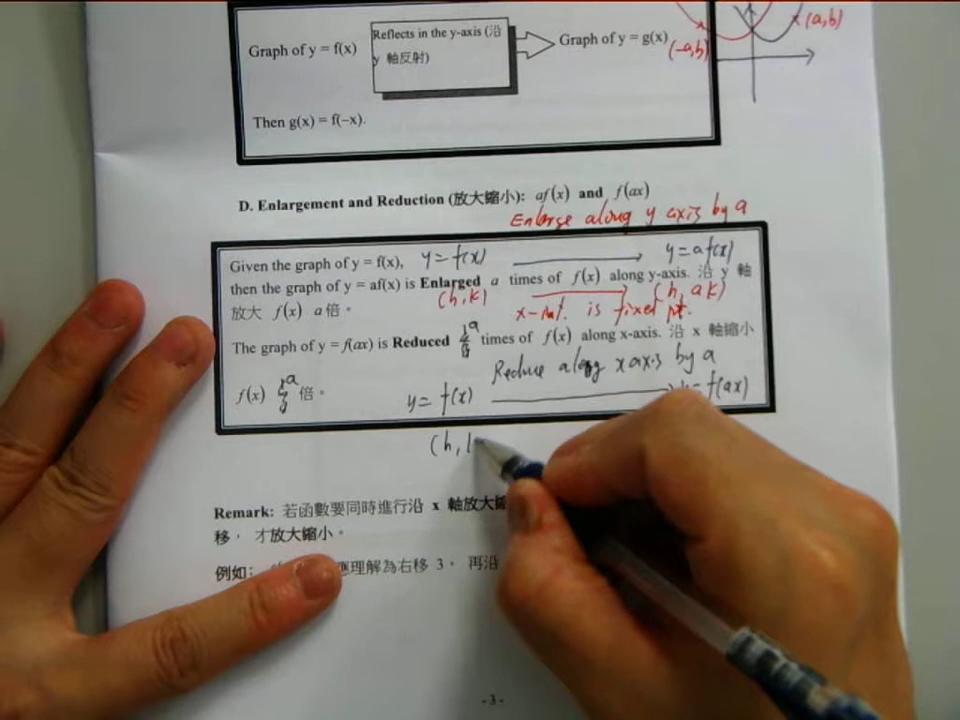 Reflects in the y-axis (沿
y 軸反射)
Graph of y = f(x)
Graph of y = g(x)
(a,b)
(-a,b)
Then g(x) = f(−x).
D. Enlargement and Reduction (放大縮小): af(x) and f(ax)
Enlarge along y axis by a
Given the graph of y = f(x), y = f(x) y = a f(x)
then the graph of y = af(x) is Enlarged a times of f(x) along y-axis. 沿 y 軸
放大 f(x) a 倍。 (h, k) (h, ak)
x-int. is fixed pt.
The graph of y = f(ax) is Reduced a times of f(x) along x-axis. 沿 x 軸縮小
Reduce along x axis by a
f(x) a 倍。 y = f(x) y = f(ax)
(h,
Remark: 若函數要同時進行沿 x 軸放大縮
移，才放大縮小。
例如： 應理解為右移 3，再沿
- 3 -